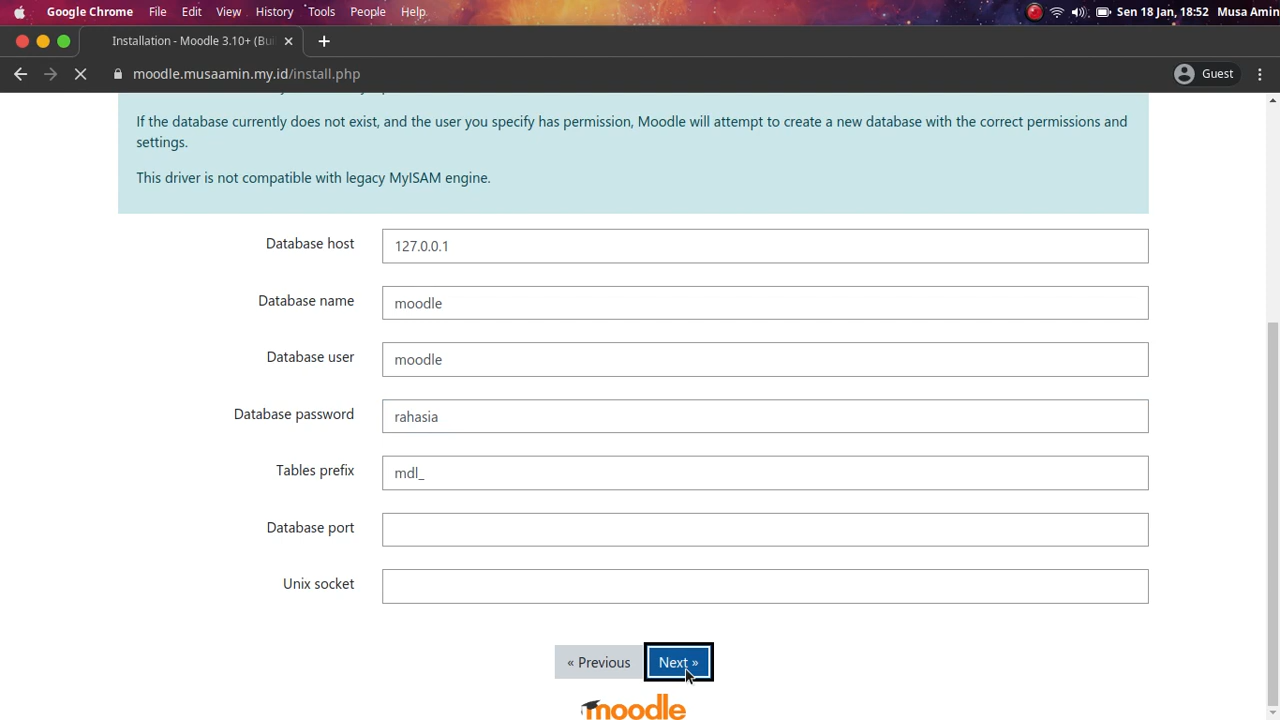 Google Chrome File Edit View History Tools People Help Sen 18 Jan, 18:52 Musa Amin
Installation - Moodle 3.10+ (Bui
moodle.musaamin.my.id/install.php Guest
If the database currently does not exist, and the user you specify has permission, Moodle will attempt to create a new database with the correct permissions and
settings.
This driver is not compatible with legacy MyISAM engine.
Database host 127.0.0.1
Database name moodle
Database user moodle
Database password rahasia
Tables prefix mdl_
Database port
Unix socket
« Previous Next »
moodle